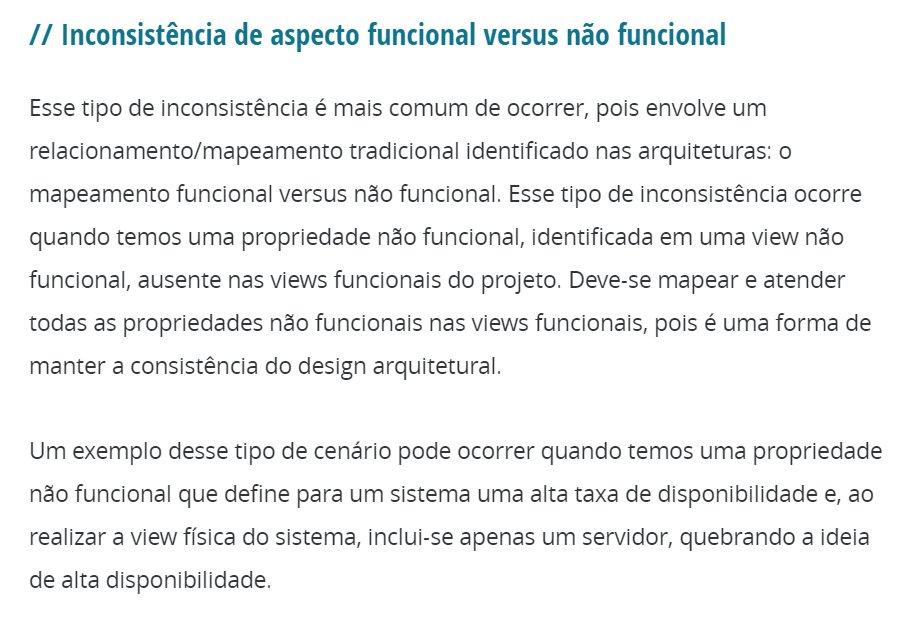 // Inconsistência de aspecto funcional versus não funcional
Esse tipo de inconsistência é mais comum de ocorrer, pois envolve um
relacionamento/mapeamento tradicional identificado nas arquiteturas: o
mapeamento funcional versus não funcional. Esse tipo de inconsistência ocorre
quando temos uma propriedade não funcional, identificada em uma view não
funcional, ausente nas views funcionais do projeto. Deve-se mapear e atender
todas as propriedades não funcionais nas views funcionais, pois é uma forma de
manter a consistência do design arquitetural.
Um exemplo desse tipo de cenário pode ocorrer quando temos uma propriedade
não funcional que define para um sistema uma alta taxa de disponibilidade e, ao
realizar a view física do sistema, inclui-se apenas um servidor, quebrando a ideia
de alta disponibilidade.